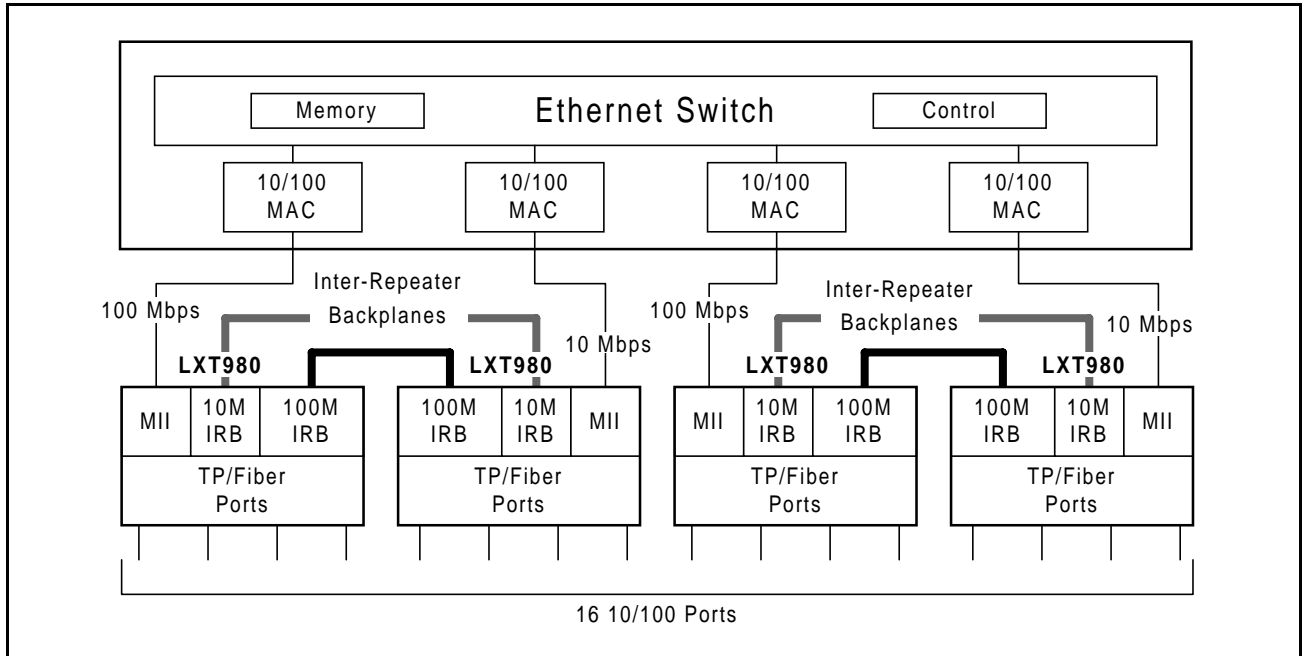 Memory
Ethernet Switch
Control
10/100
MAC
10/100
MAC
10/100
MAC
10/100
MAC
100 Mbps
Inter-Repeater
Backplanes
10 Mbps
100 Mbps
Inter-Repeater
Backplanes
10 Mbps
LXT980
LXT980
LXT980
LXT980
MII
10M
IRB
100M
IRB
TP/Fiber
Ports
100M
IRB
10M
IRB
MII
TP/Fiber
Ports
MII
10M
IRB
100M
IRB
TP/Fiber
Ports
100M
IRB
10M
IRB
MII
TP/Fiber
Ports
16 10/100 Ports